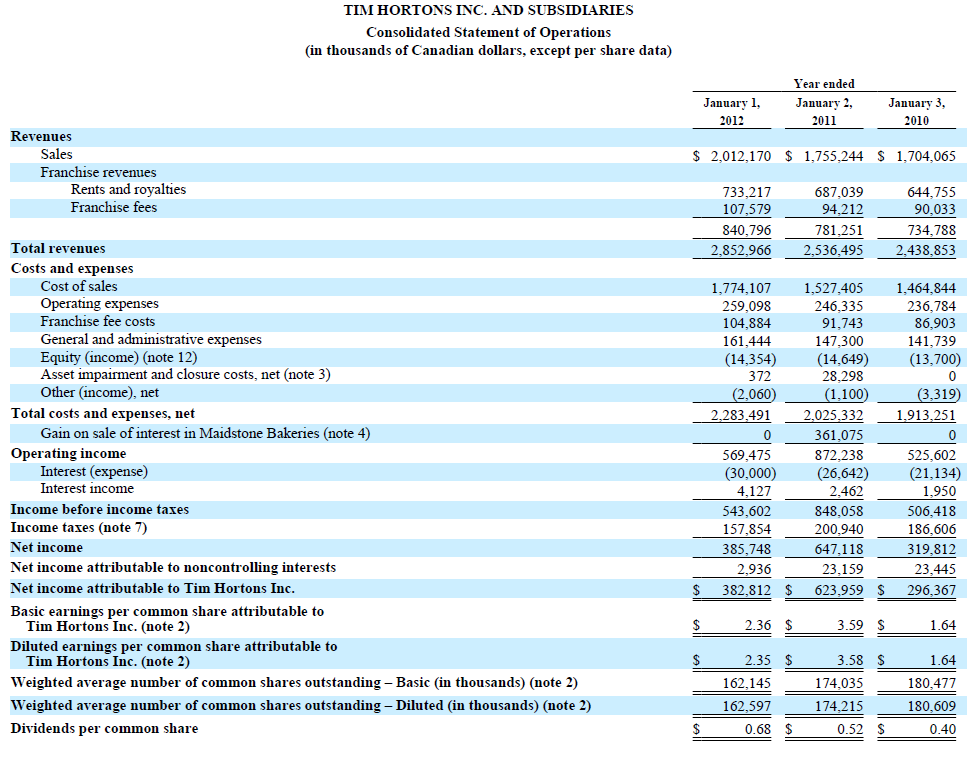 TIM HORTONS INC. AND SUBSIDIARIES
Consolidated Statement of Operations
(in thousands of Canadian dollars, except per share data)
Year ended
January 1, January 2, January 3,
2012 2011 2010
Revenues
Sales $ 2,012,170 $ 1,755,244 $ 1,704,065
Franchise revenues
Rents and royalties 733,217 687,039 644,755
Franchise fees 107,579 94,212 90,033
840,796 781,251 734,788
Total revenues 2,852,966 2,536,495 2,438,853
Costs and expenses
Cost of sales 1,774,107 1,527,405 1,464,844
Operating expenses 259,098 246,335 236,784
Franchise fee costs 104,884 91,743 86,903
General and administrative expenses 161,444 147,300 141,739
Equity (income) (note 12) (14,354) (14,649) (13,700)
Asset impairment and closure costs, net (note 3) 372 28,298 0
Other (income), net (2,060) (1,100) (3,319)
Total costs and expenses, net 2,283,491 2,025,332 1,913,251
Gain on sale of interest in Maidstone Bakeries (note 4) 0 361,075 0
Operating income 569,475 872,238 525,602
Interest (expense) (30,000) (26,642) (21,134)
Interest income 4,127 2,462 1,950
Income before income taxes 543,602 848,058 506,418
Income taxes (note 7) 157,854 200,940 186,606
Net income 385,748 647,118 319,812
Net income attributable to noncontrolling interests 2,936 23,159 23,445
Net income attributable to Tim Hortons Inc. $ 382,812 $ 623,959 $ 296,367
Basic earnings per common share attributable to
Tim Hortons Inc. (note 2) $ 2.36 $ 3.59 $ 1.64
Diluted earnings per common share attributable to
Tim Hortons Inc. (note 2) $ 2.35 $ 3.58 $ 1.64
Weighted average number of common shares outstanding – Basic (in thousands) (note 2) 162,145 174,035 180,477
Weighted average number of common shares outstanding – Diluted (in thousands) (note 2) 162,597 174,215 180,609
Dividends per common share $ 0.68 $ 0.52 $ 0.40